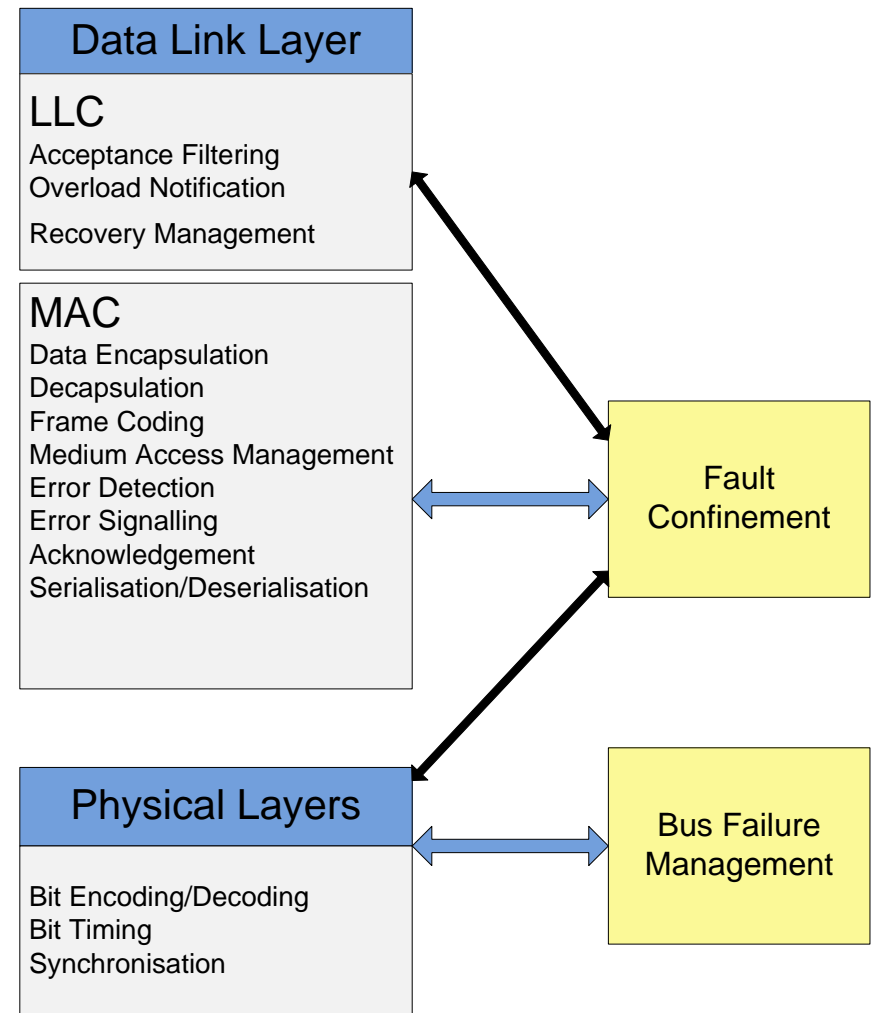 Data Link Layer
LLC
Acceptance Filtering
Overload Notification
Recovery Management
MAC
Data Encapsulation
Decapsulation
Frame Coding
Medium Access Management
Error Detection
Error Signalling
Acknowledgement
Serialisation/Deserialisation
Fault
Confinement
Physical Layers
Bit Encoding/Decoding
Bit Timing
Synchronisation
Bus Failure
Management